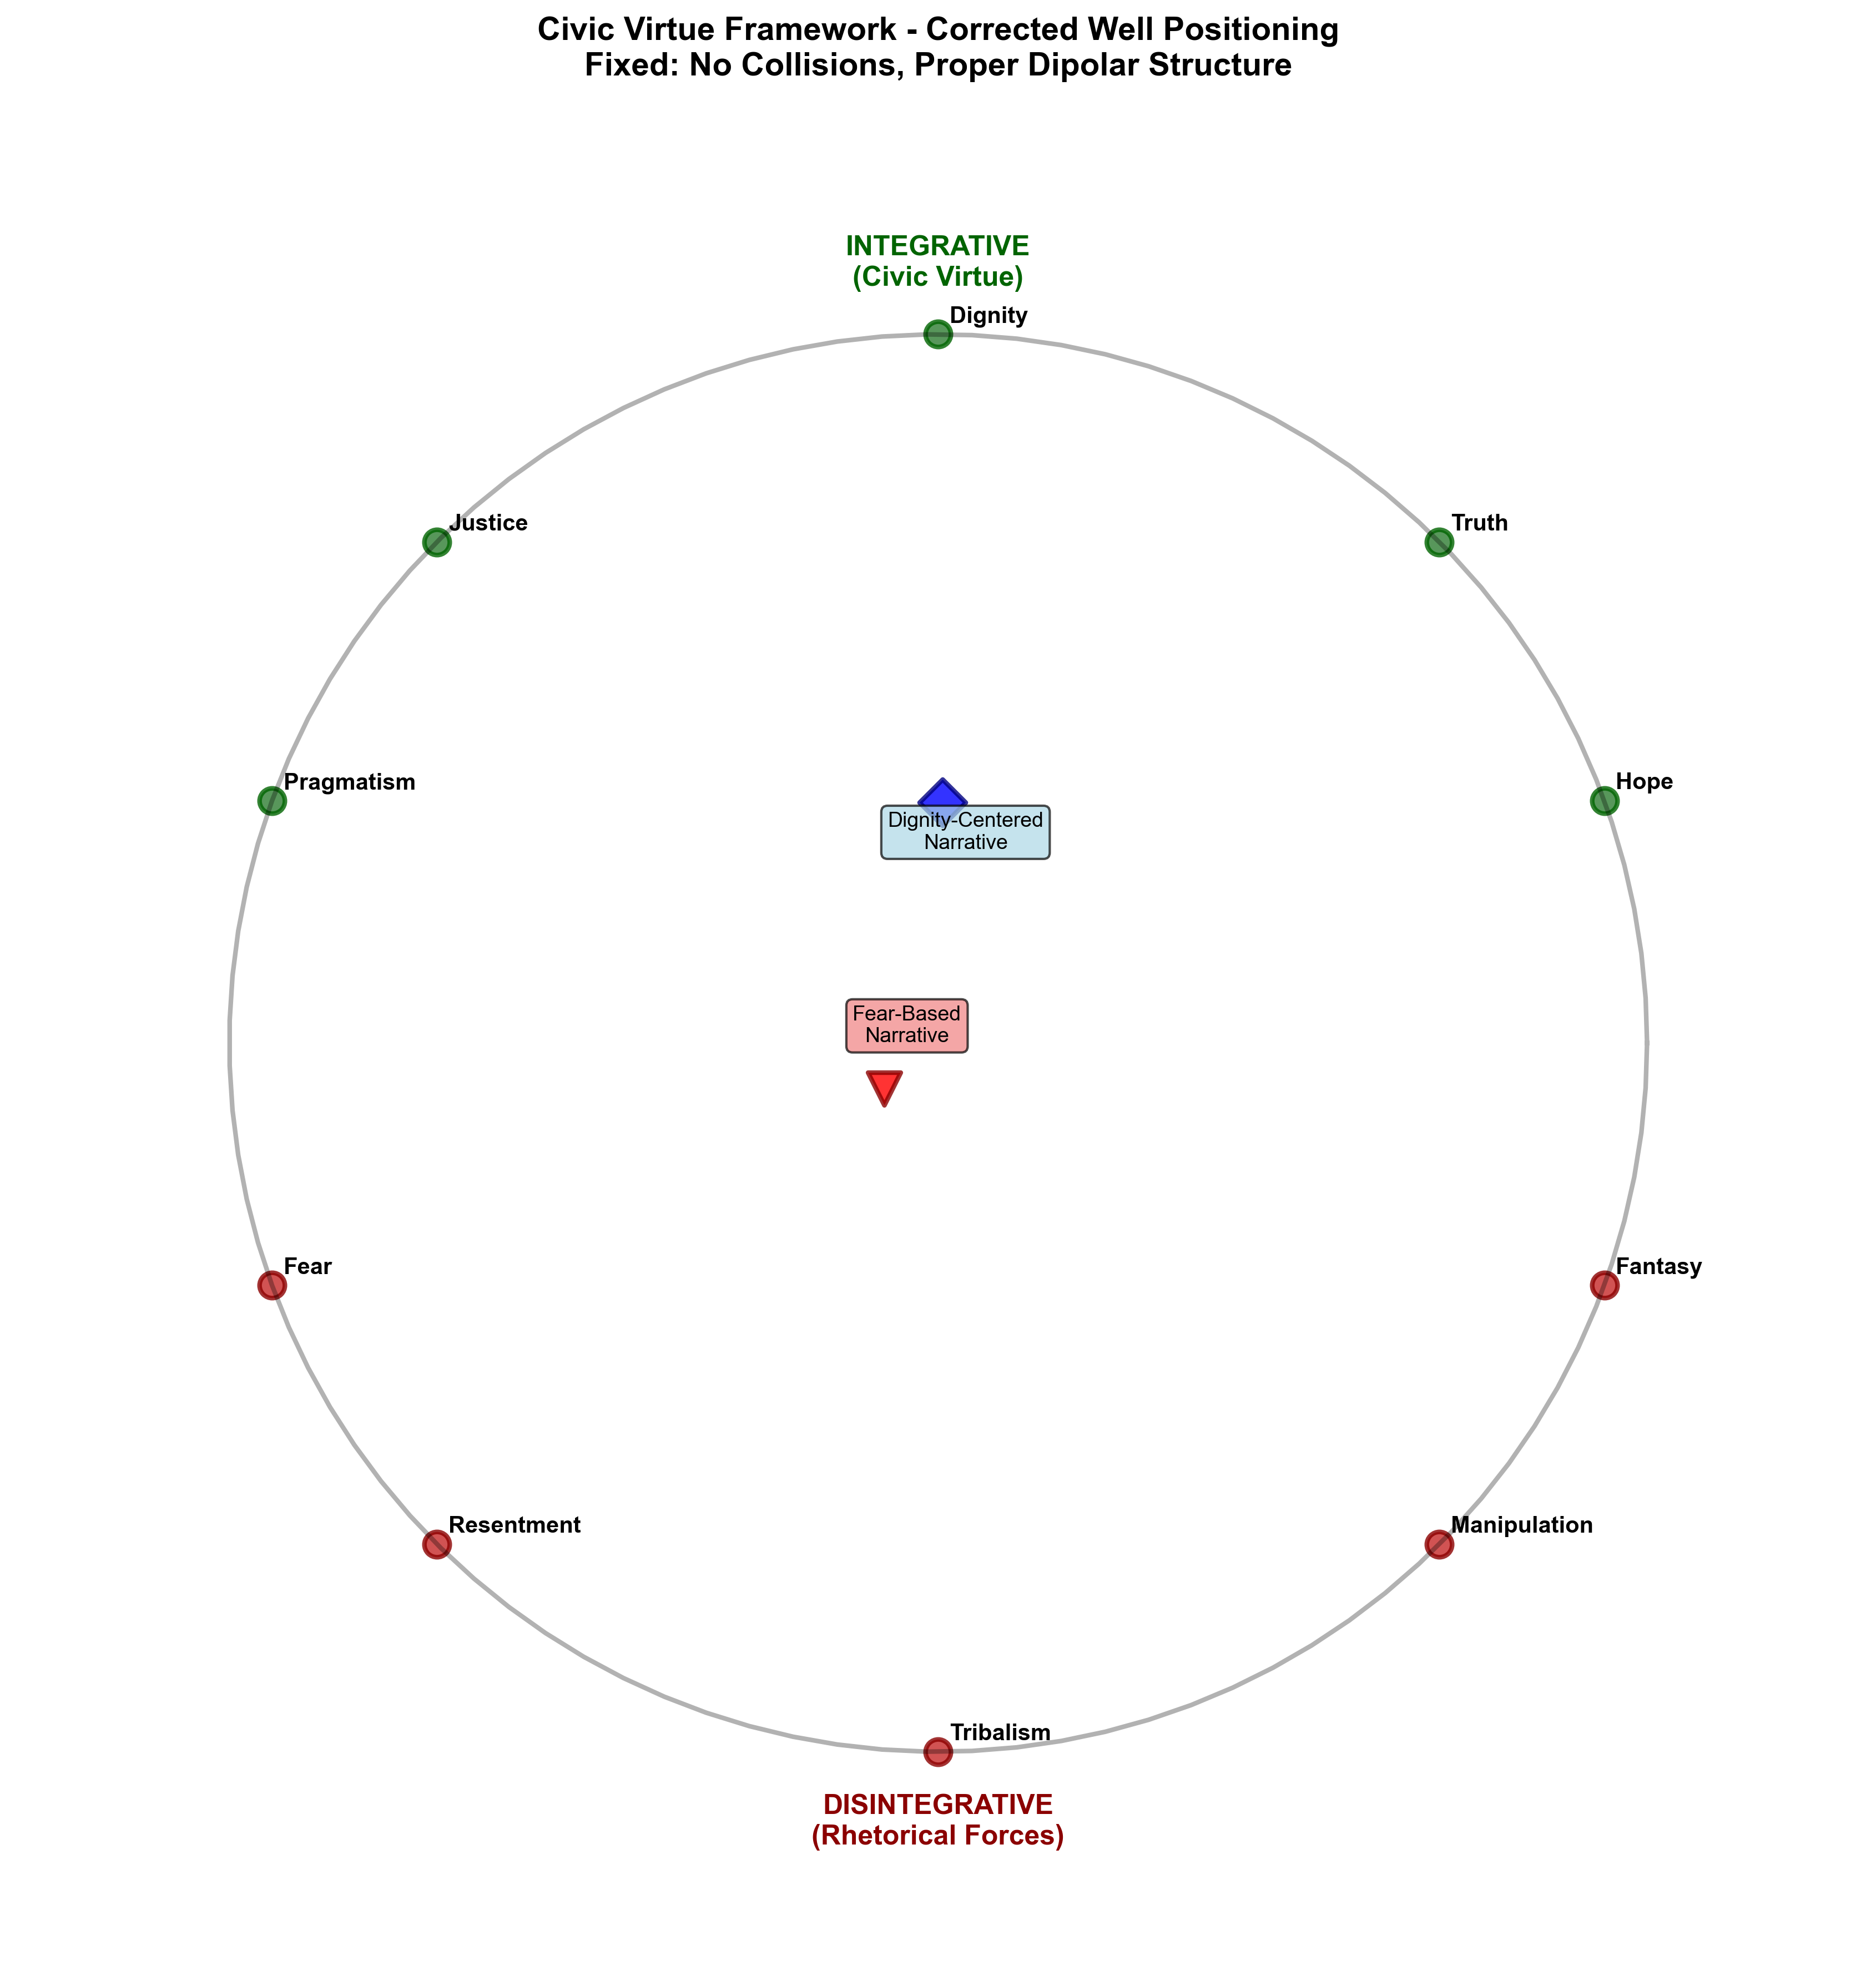 Civic Virtue Framework - Corrected Well Positioning
Fixed: No Collisions, Proper Dipolar Structure
INTEGRATIVE
(Civic Virtue)
Dignity
Justice
Truth
Pragmatism
Hope
Dignity-Centered
Narrative
Fear-Based
Narrative
Fear
Fantasy
Resentment
Manipulation
Tribalism
DISINTEGRATIVE
(Rhetorical Forces)